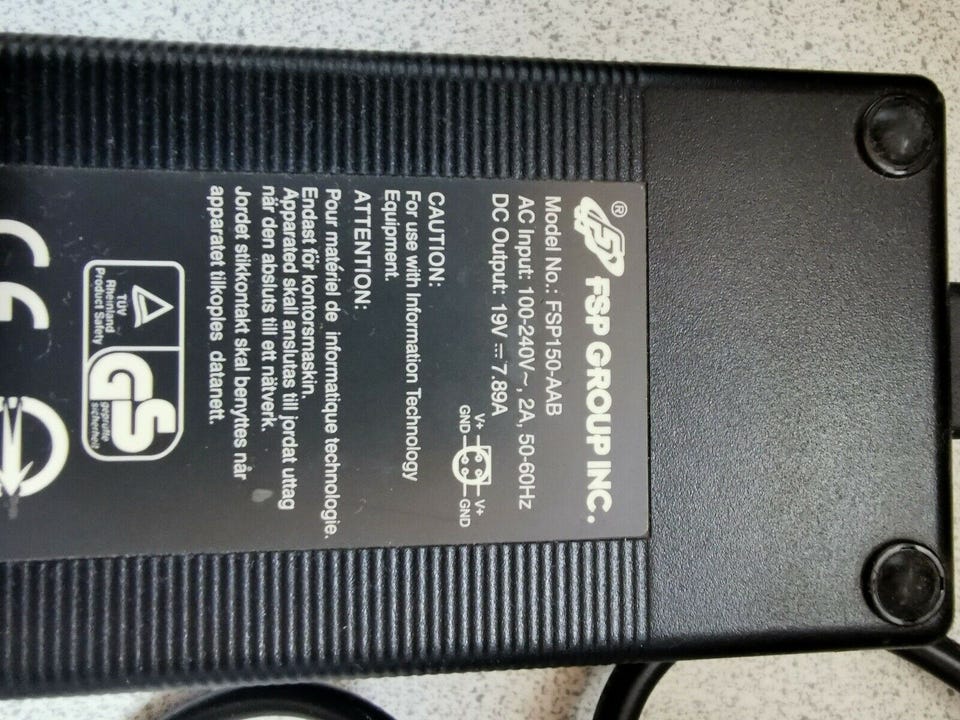 FSP ® FSP GROUP INC.
Model No.: FSP150-AAB
AC Input: 100-240V~, 2A, 50-60Hz
DC Output: 19V ⎓ 7.89A
V+ V+
GND GND
CAUTION:
For use with Information Technology
Equipment.
ATTENTION:
Pour matériel de informatique technologie.
Endast för kontorsmaskin.
Apparated skall anslutas till jordat uttag
når den absluts till ett nätverk.
Jordet stikkontakt skal benyttes når
apparatet tilkoples datanett.
TÜV
Rheinland
Product Safety
GS
geprüfte
sicherheit
CE